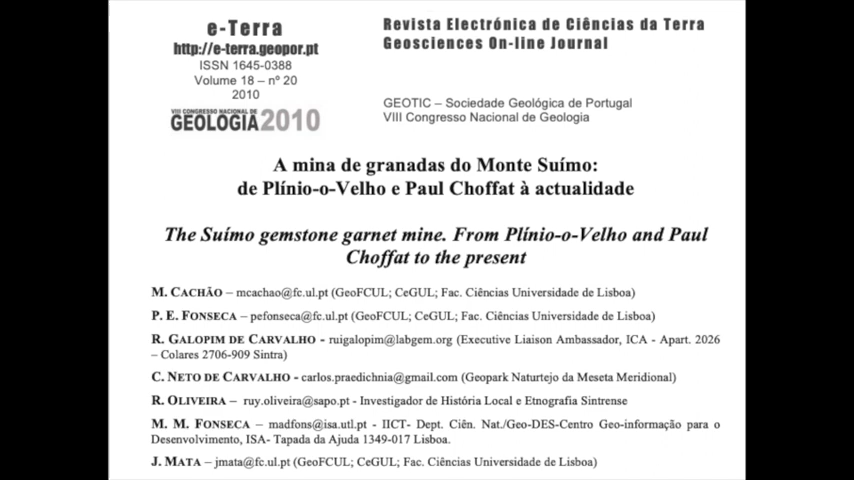 e-Terra
http://e-terra.geopor.pt
ISSN 1645-0388
Volume 18 – nº 20
2010
VIII CONGRESSO NACIONAL DE
GEOLOGIA 2010
Revista Electrónica de Ciências da Terra
Geosciences On-line Journal
GEOTIC – Sociedade Geológica de Portugal
VIII Congresso Nacional de Geologia
A mina de granadas do Monte Suímo:
de Plínio-o-Velho e Paul Choffat à actualidade
The Suímo gemstone garnet mine. From Plínio-o-Velho and Paul
Choffat to the present
M. CACHÃO – mcachao@fc.ul.pt (GeoFCUL; CeGUL; Fac. Ciências Universidade de Lisboa)
P. E. FONSECA – pefonseca@fc.ul.pt (GeoFCUL; CeGUL; Fac. Ciências Universidade de Lisboa)
R. GALOPIM DE CARVALHO - ruigalopim@labgem.org (Executive Liaison Ambassador, ICA - Apart. 2026
– Colares 2706-909 Sintra)
C. NETO DE CARVALHO - carlos.praedichnia@gmail.com (Geopark Naturtejo da Meseta Meridional)
R. OLIVEIRA – ruy.oliveira@sapo.pt - Investigador de História Local e Etnografia Sintrense
M. M. FONSECA – madfons@isa.utl.pt - IICT- Dept. Ciên. Nat./Geo-DES-Centro Geo-informação para o
Desenvolvimento, ISA- Tapada da Ajuda 1349-017 Lisboa.
J. MATA – jmata@fc.ul.pt (GeoFCUL; CeGUL; Fac. Ciências Universidade de Lisboa)